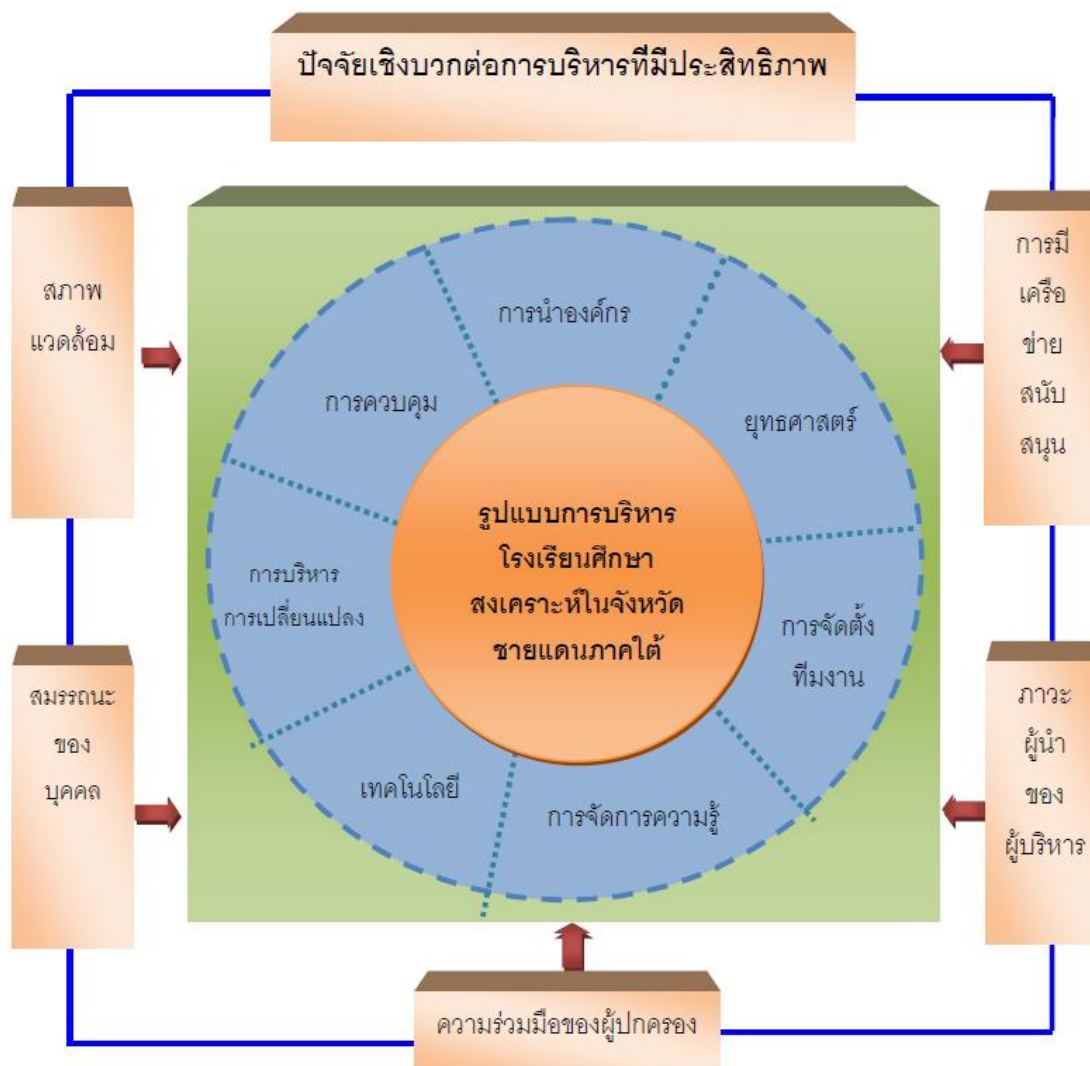 ปัจจัยเชิงบวกต่อการบริหารที่มีประสิทธิภาพ
สภาพ
แวดล้อม
การมี
เครือ
ข่าย
สนับ
สนุน
การนำองค์กร
การควบคุม
ยุทธศาสตร์
รูปแบบการบริหาร
โรงเรียนศึกษา
สงเคราะห์ในจังหวัด
ชายแดนภาคใต้
การบริหาร
การเปลี่ยนแปลง
การจัดตั้ง
ทีมงาน
เทคโนโลยี
การจัดการความรู้
สมรรถนะ
ของ
บุคคล
ภาวะ
ผู้นำ
ของ
ผู้บริหาร
ความร่วมมือของผู้ปกครอง